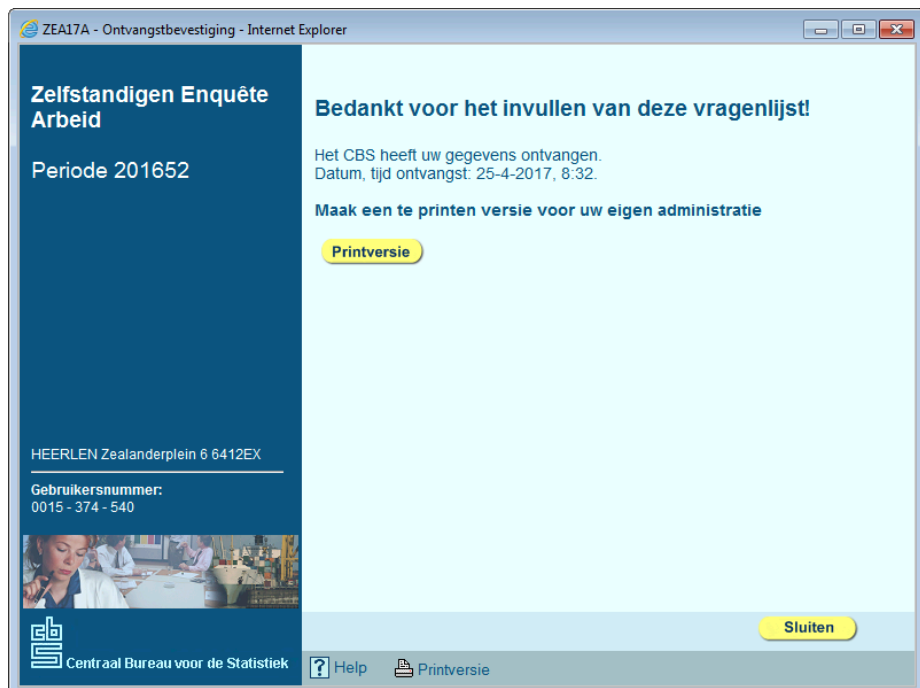 ZEA17A - Ontvangstbevestiging - Internet Explorer
Zelfstandigen Enquête
Arbeid
Periode 201652
HEERLEN Zealanderplein 6 6412EX
Gebruikersnummer:
0015 - 374 - 540
Centraal Bureau voor de Statistiek
Bedankt voor het invullen van deze vragenlijst!
Het CBS heeft uw gegevens ontvangen.
Datum, tijd ontvangst: 25-4-2017, 8:32.
Maak een te printen versie voor uw eigen administratie
Printversie
Sluiten
? Help Printversie